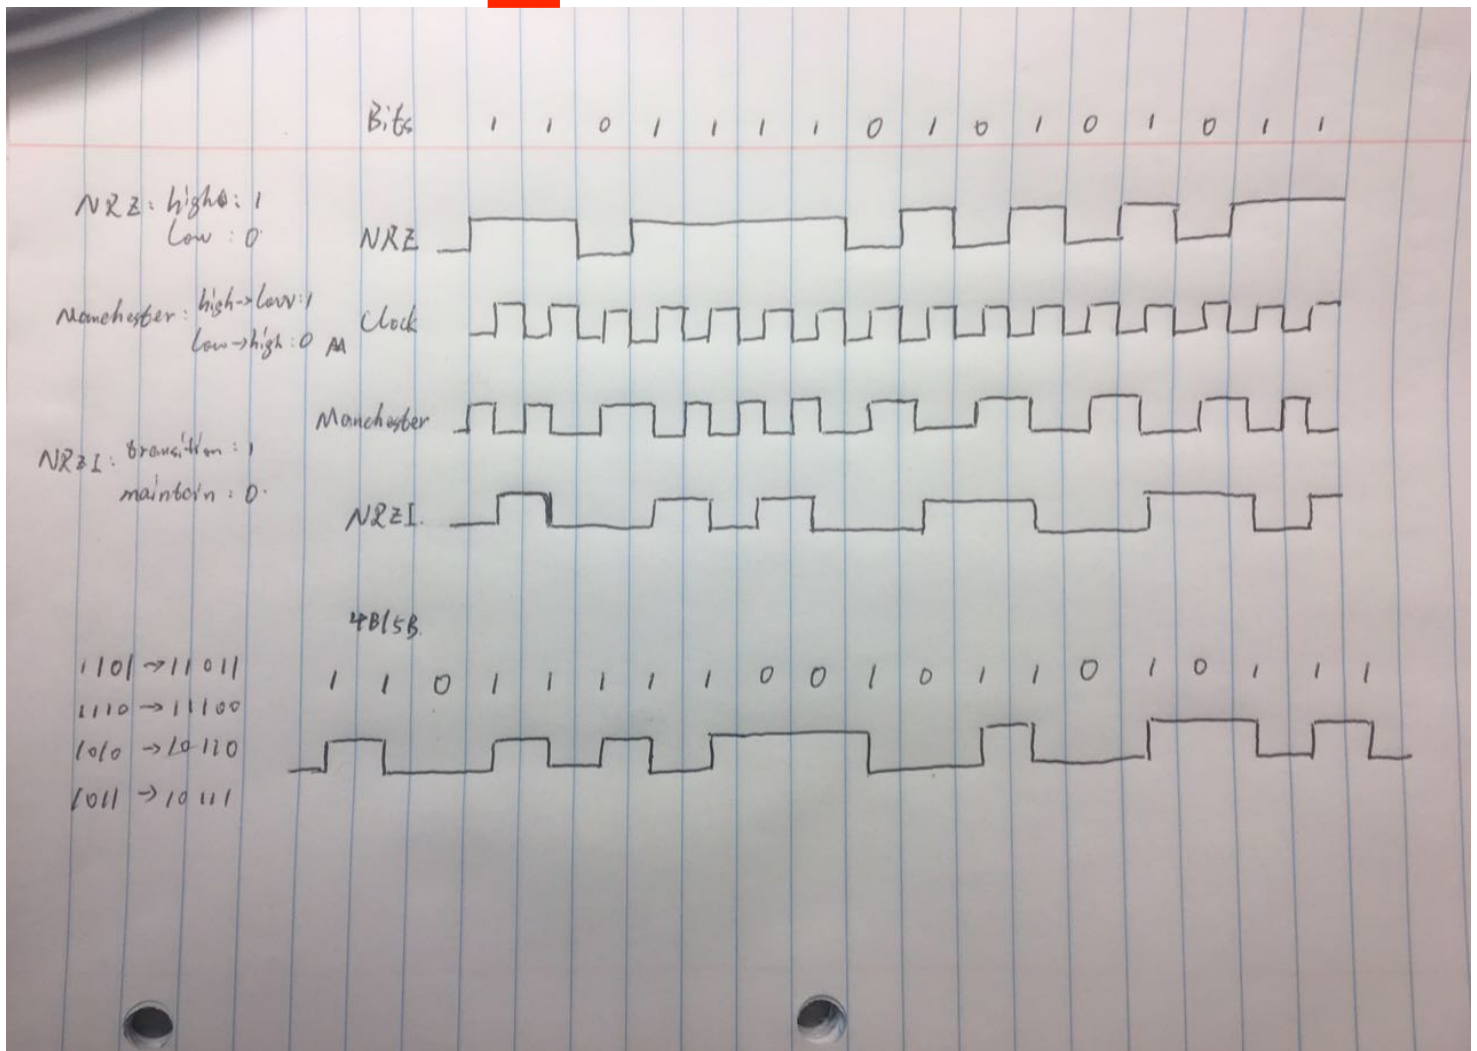 Bits 1 1 0 1 1 1 1 0 1 0 1 0 1 0 1 1
NRZ: high: 1
low: 0
NRZ
Manchester: high→low: 1
low→high: 0
Clock
Manchester
NRZI: transition: 1
maintain: 0
NRZI.
4B/5B.
1101→11011
1110→11100
1010→10110
1011→10111
1 1 0 1 1 1 1 1 0 0 1 0 1 1 0 1 0 1 1 1